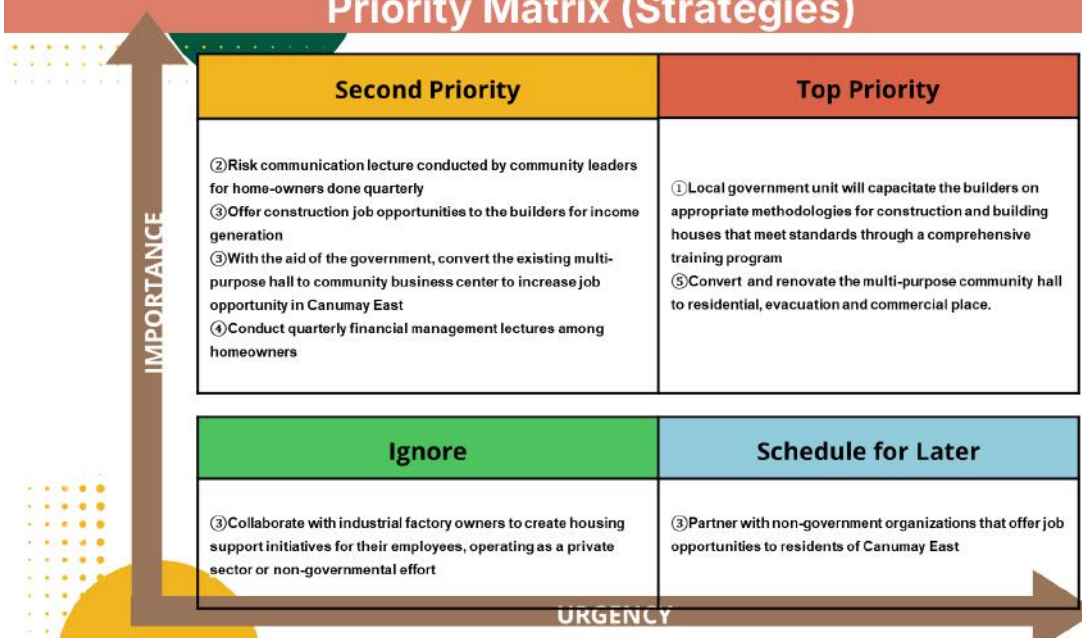 Priority Matrix (Strategies)
Second Priority
Top Priority
②Risk communication lecture conducted by community leaders
for home-owners done quarterly
③Offer construction job opportunities to the builders for income
generation
③With the aid of the government, convert the existing multi-
purpose hall to community business center to increase job
opportunity in Canumay East
④Conduct quarterly financial management lectures among
homeowners
①Local government unit will capacitate the builders on
appropriate methodologies for construction and building
houses that meet standards through a comprehensive
training program
⑤Convert and renovate the multi-purpose community hall
to residential, evacuation and commercial place.
IMPORTANCE
Ignore
Schedule for Later
③Collaborate with industrial factory owners to create housing
support initiatives for their employees, operating as a private
sector or non-governmental effort
③Partner with non-government organizations that offer job
opportunities to residents of Canumay East
URGENCY